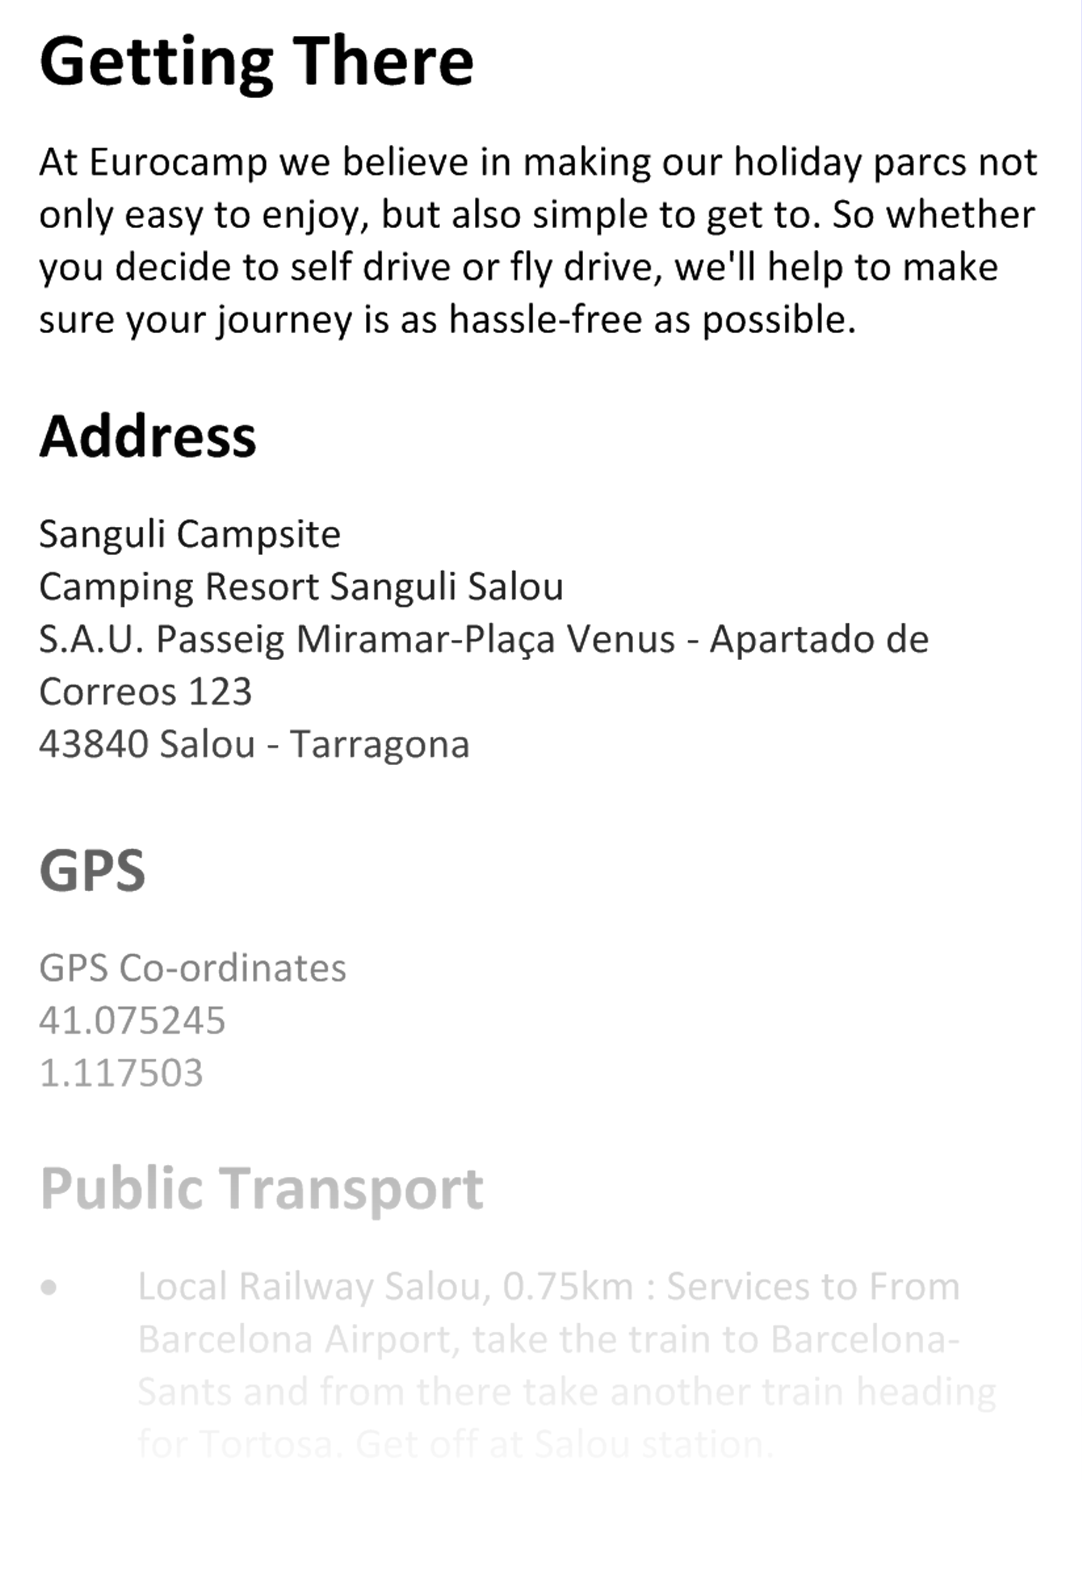 Getting There
At Eurocamp we believe in making our holiday parcs not
only easy to enjoy, but also simple to get to. So whether
you decide to self drive or fly drive, we'll help to make
sure your journey is as hassle-free as possible.
Address
Sanguli Campsite
Camping Resort Sanguli Salou
S.A.U. Passeig Miramar-Plaça Venus - Apartado de
Correos 123
43840 Salou - Tarragona
GPS
GPS Co-ordinates
41.075245
1.117503
Public Transport
• Local Railway Salou, 0.75km : Services to From
Barcelona Airport, take the train to Barcelona-
Sants and from there take another train heading
for Tortosa. Get off at Salou station.